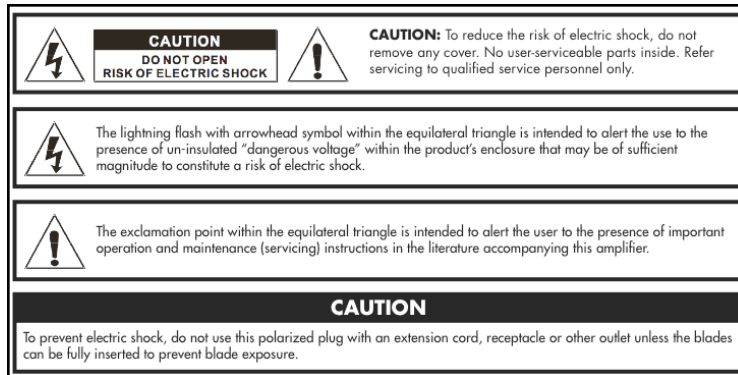 CAUTION
DO NOT OPEN
RISK OF ELECTRIC SHOCK
CAUTION: To reduce the risk of electric shock, do not
remove any cover. No user-serviceable parts inside. Refer
servicing to qualified service personnel only.
The lightning flash with arrowhead symbol within the equilateral triangle is intended to alert the use to the
presence of un-insulated “dangerous voltage” within the product’s enclosure that may be of sufficient
magnitude to constitute a risk of electric shock.
The exclamation point within the equilateral triangle is intended to alert the user to the presence of important
operation and maintenance (servicing) instructions in the literature accompanying this amplifier.
CAUTION
To prevent electric shock, do not use this polarized plug with an extension cord, receptacle or other outlet unless the blades
can be fully inserted to prevent blade exposure.